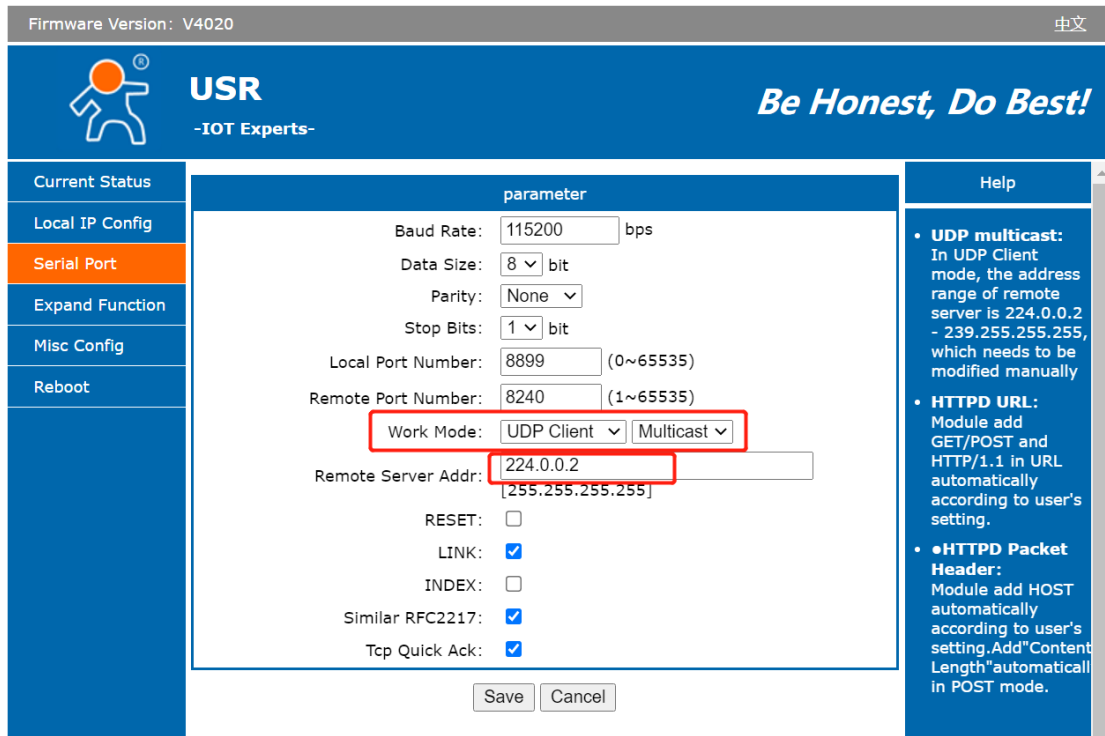 Firmware Version: V4020
中文
®
USR
-IOT Experts-
Be Honest, Do Best!
Current Status
Local IP Config
Serial Port
Expand Function
Misc Config
Reboot
parameter
Baud Rate: 115200 bps
Data Size: 8 bit
Parity: None
Stop Bits: 1 bit
Local Port Number: 8899 (0~65535)
Remote Port Number: 8240 (1~65535)
Work Mode: UDP Client Multicast
Remote Server Addr: 224.0.0.2
[255.255.255.255]
RESET:
LINK:
INDEX:
Similar RFC2217:
Tcp Quick Ack:
Save Cancel
Help
• UDP multicast:
In UDP Client
mode, the address
range of remote
server is 224.0.0.2
- 239.255.255.255,
which needs to be
modified manually
• HTTPD URL:
Module add
GET/POST and
HTTP/1.1 in URL
automatically
according to user's
setting.
• ●HTTPD Packet
Header:
Module add HOST
automatically
according to user's
setting.Add"Content
Length"automaticall
in POST mode.